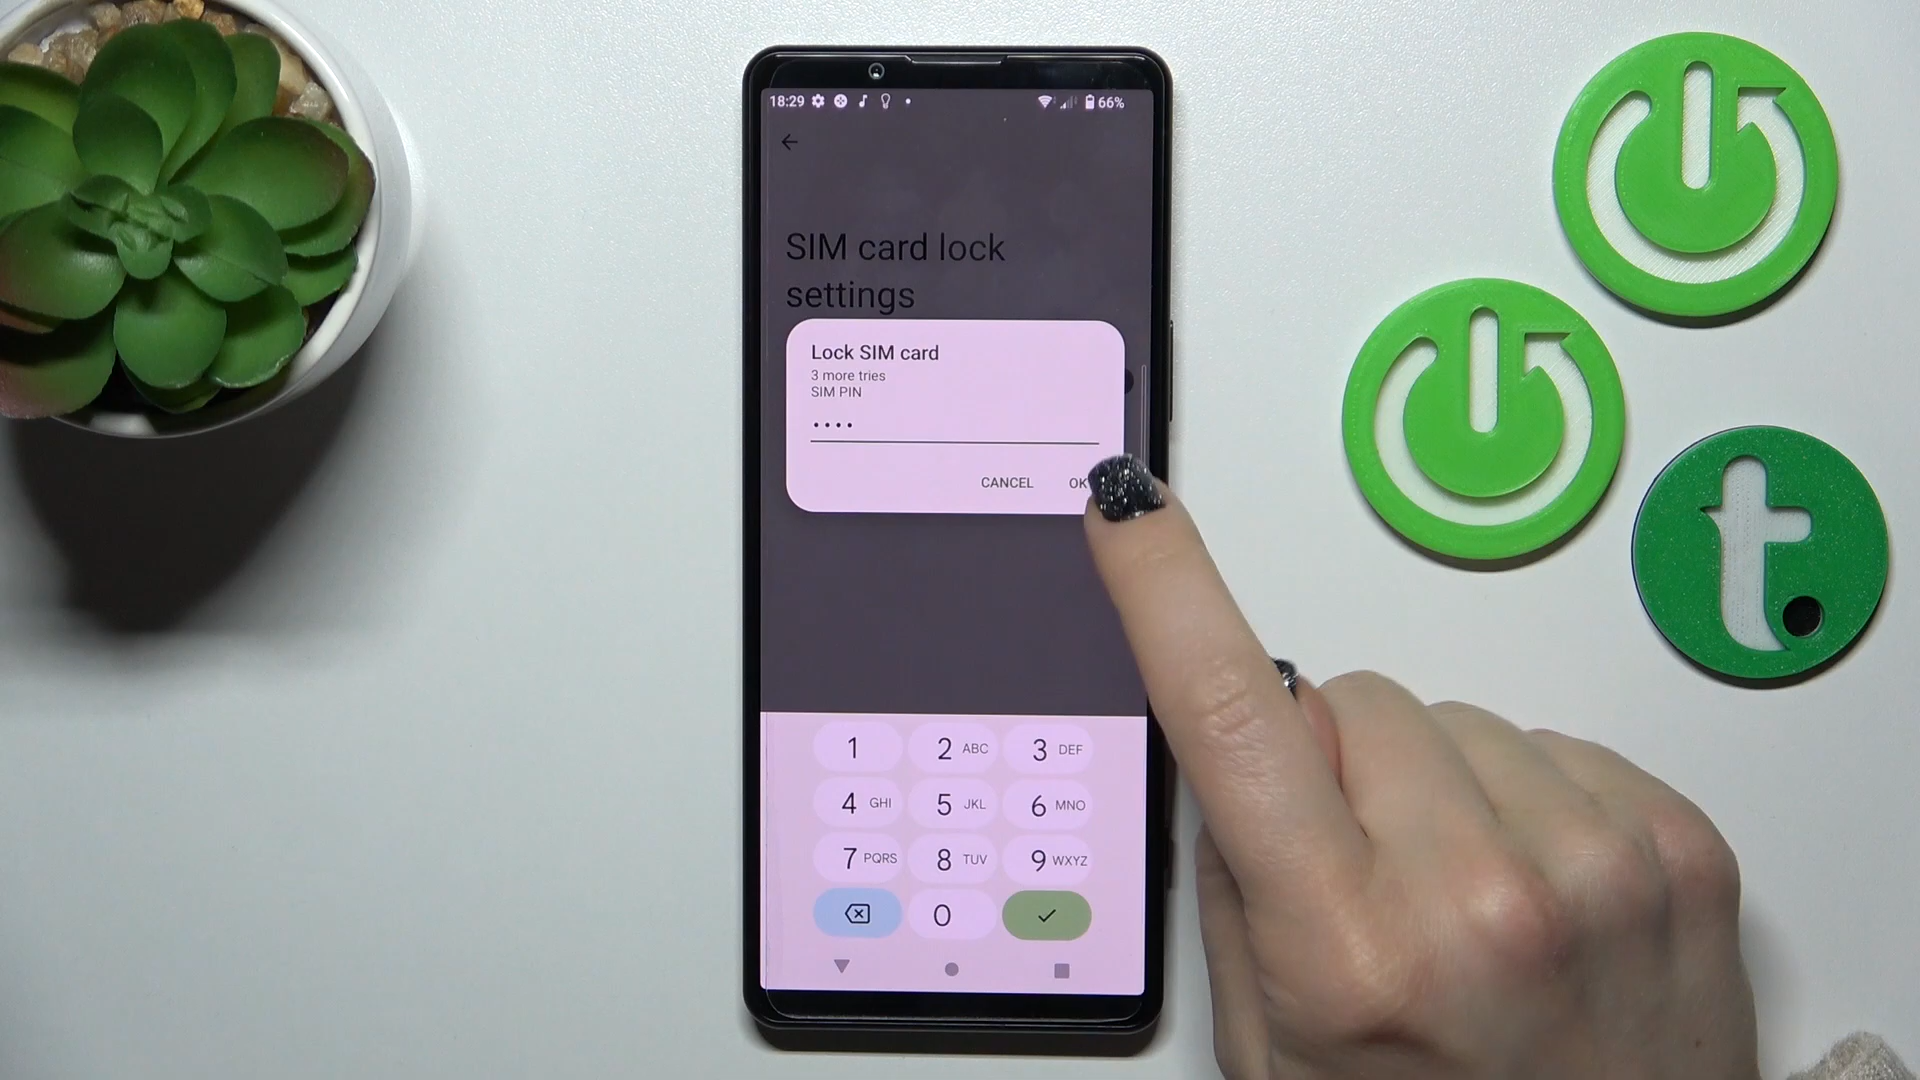 18:29
66%
SIM card lock
settings
Lock SIM card
3 more tries
SIM PIN
••••
CANCEL OK
1 2 ABC 3 DEF
4 GHI 5 JKL 6 MNO
7 PQRS 8 TUV 9 WXYZ
0
t.